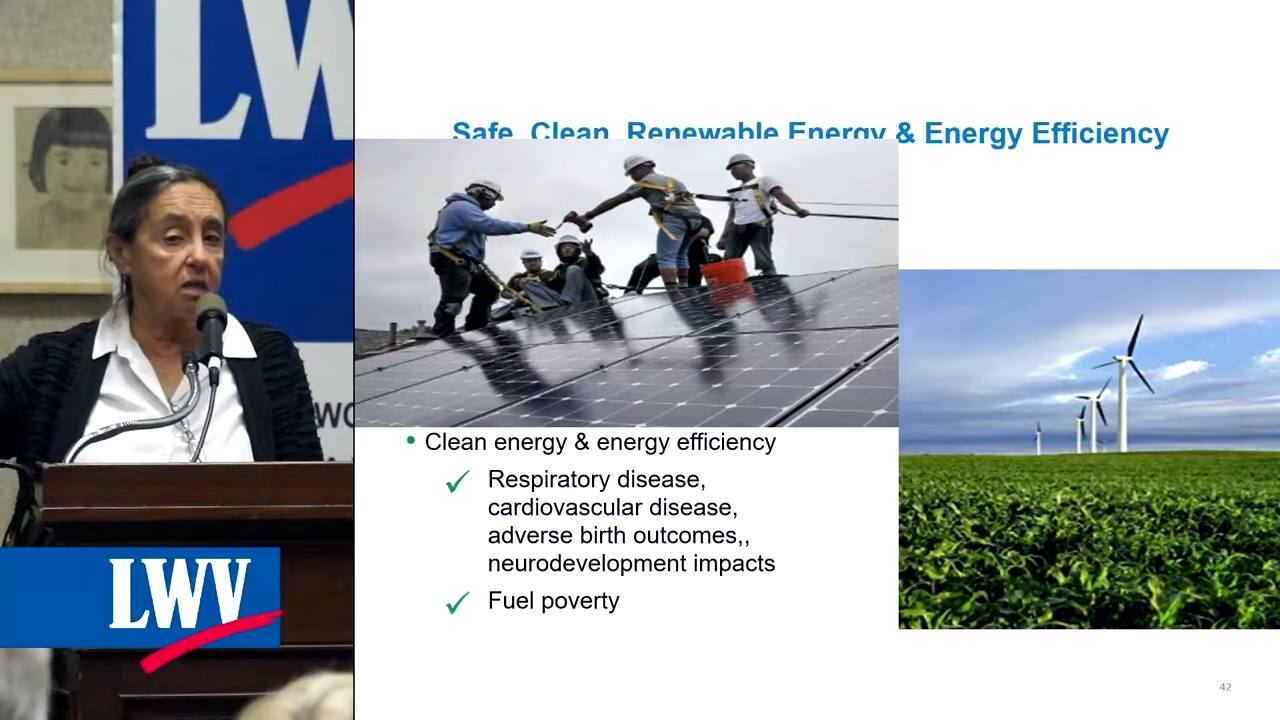 LW
Safe, Clean, Renewable Energy & Energy Efficiency
WO
• Clean energy & energy efficiency
✓ Respiratory disease,
cardiovascular disease,
adverse birth outcomes,,
neurodevelopment impacts
✓ Fuel poverty
LWV
42